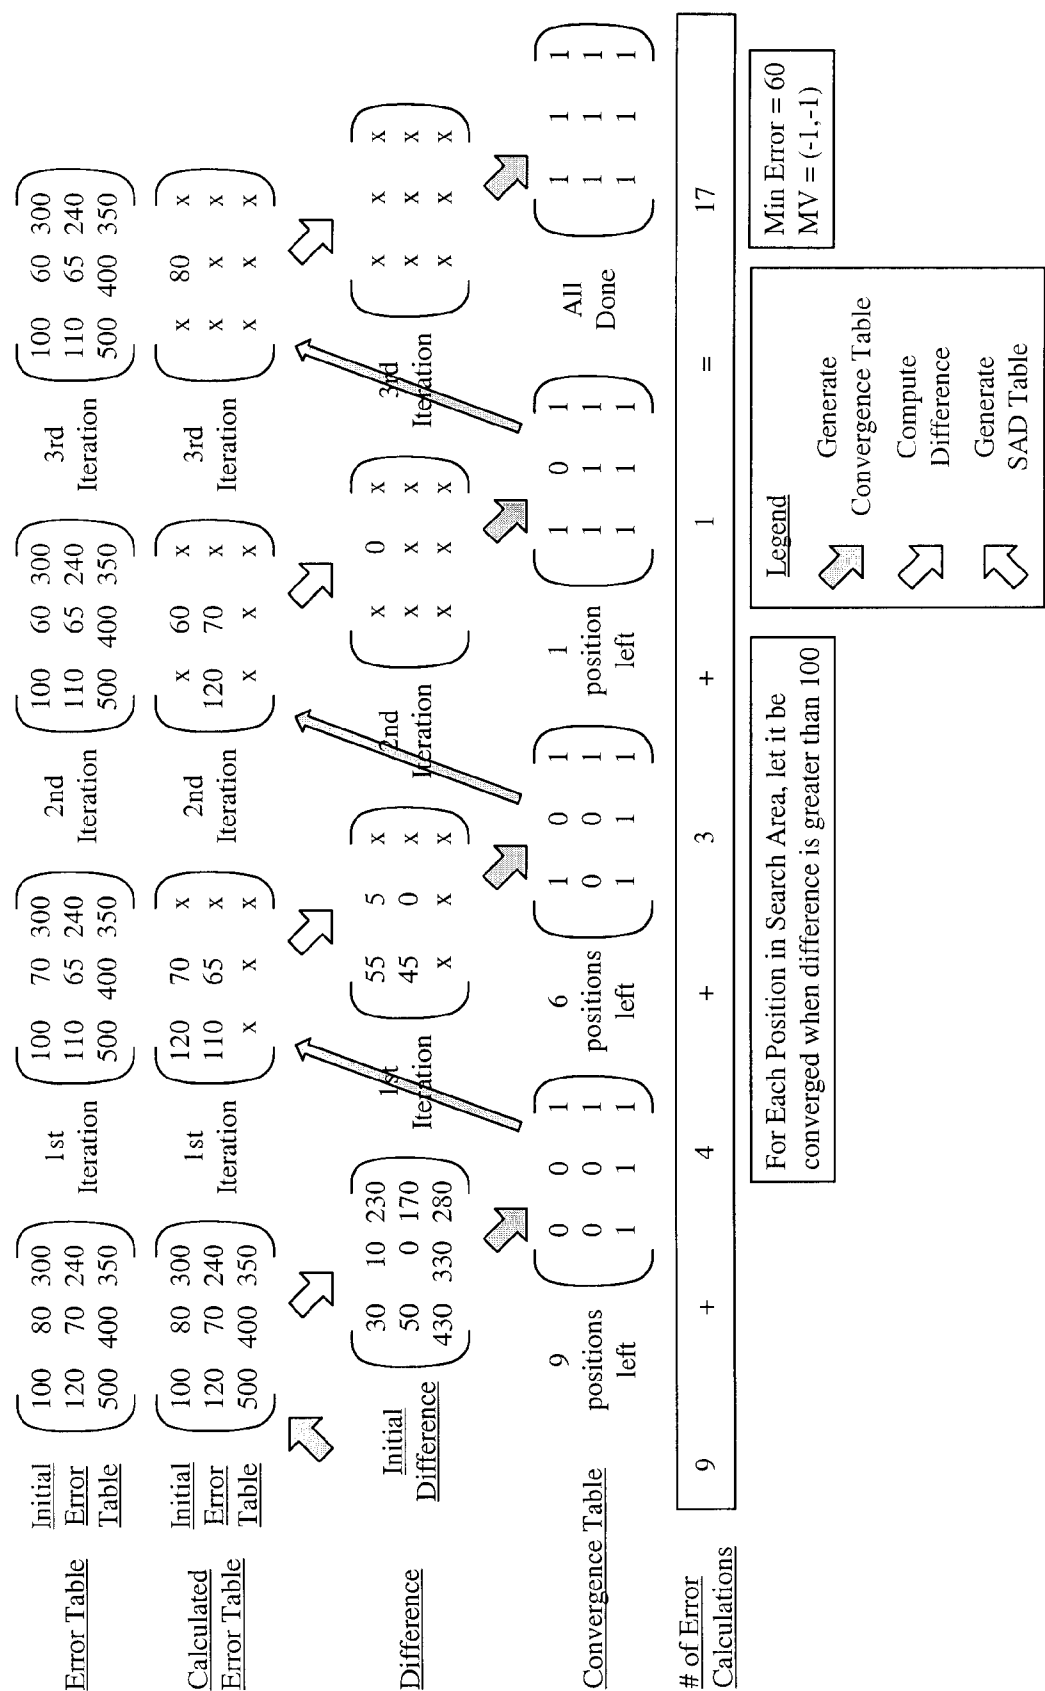 Error Table
Initial
Error
Table
100 80 300
120 70 240
500 400 350
1st
Iteration
100 70 300
110 65 240
500 400 350
2nd
Iteration
100 60 300
110 65 240
500 400 350
3rd
Iteration
100 60 300
110 65 240
500 400 350
Calculated
Error Table
Initial
Error
Table
100 80 300
120 70 240
500 400 350
1st
Iteration
120 70 x
110 65 x
x x x
2nd
Iteration
x 60 x
120 70 x
x x x
3rd
Iteration
x 80 x
x x x
x x x
Difference
Initial
Difference
30 10 230
50 0 170
430 330 280
1st
Iteration
55 5 x
45 0 x
x x x
2nd
Iteration
x 0 x
x x x
x x x
3rd
Iteration
x x x
x x x
x x x
Convergence Table
9
positions
left
0 0 1
0 0 1
1 1 1
6
positions
left
1 0 1
0 0 1
1 1 1
1
position
left
1 0 1
1 1 1
1 1 1
All
Done
1 1 1
1 1 1
1 1 1
# of Error
Calculations
9 + 4 + 3 + 1 = 17
For Each Position in Search Area, let it be
converged when difference is greater than 100
Legend
Generate
Convergence Table
Compute
Difference
Generate
SAD Table
Min Error = 60
MV = (-1,-1)